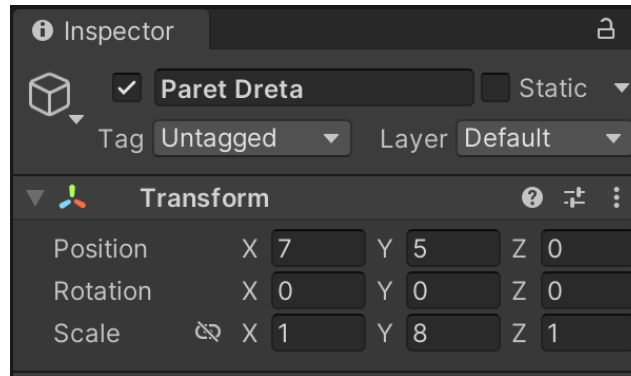 Inspector
Paret Dreta Static
Tag Untagged Layer Default
Transform
Position X 7 Y 5 Z 0
Rotation X 0 Y 0 Z 0
Scale X 1 Y 8 Z 1